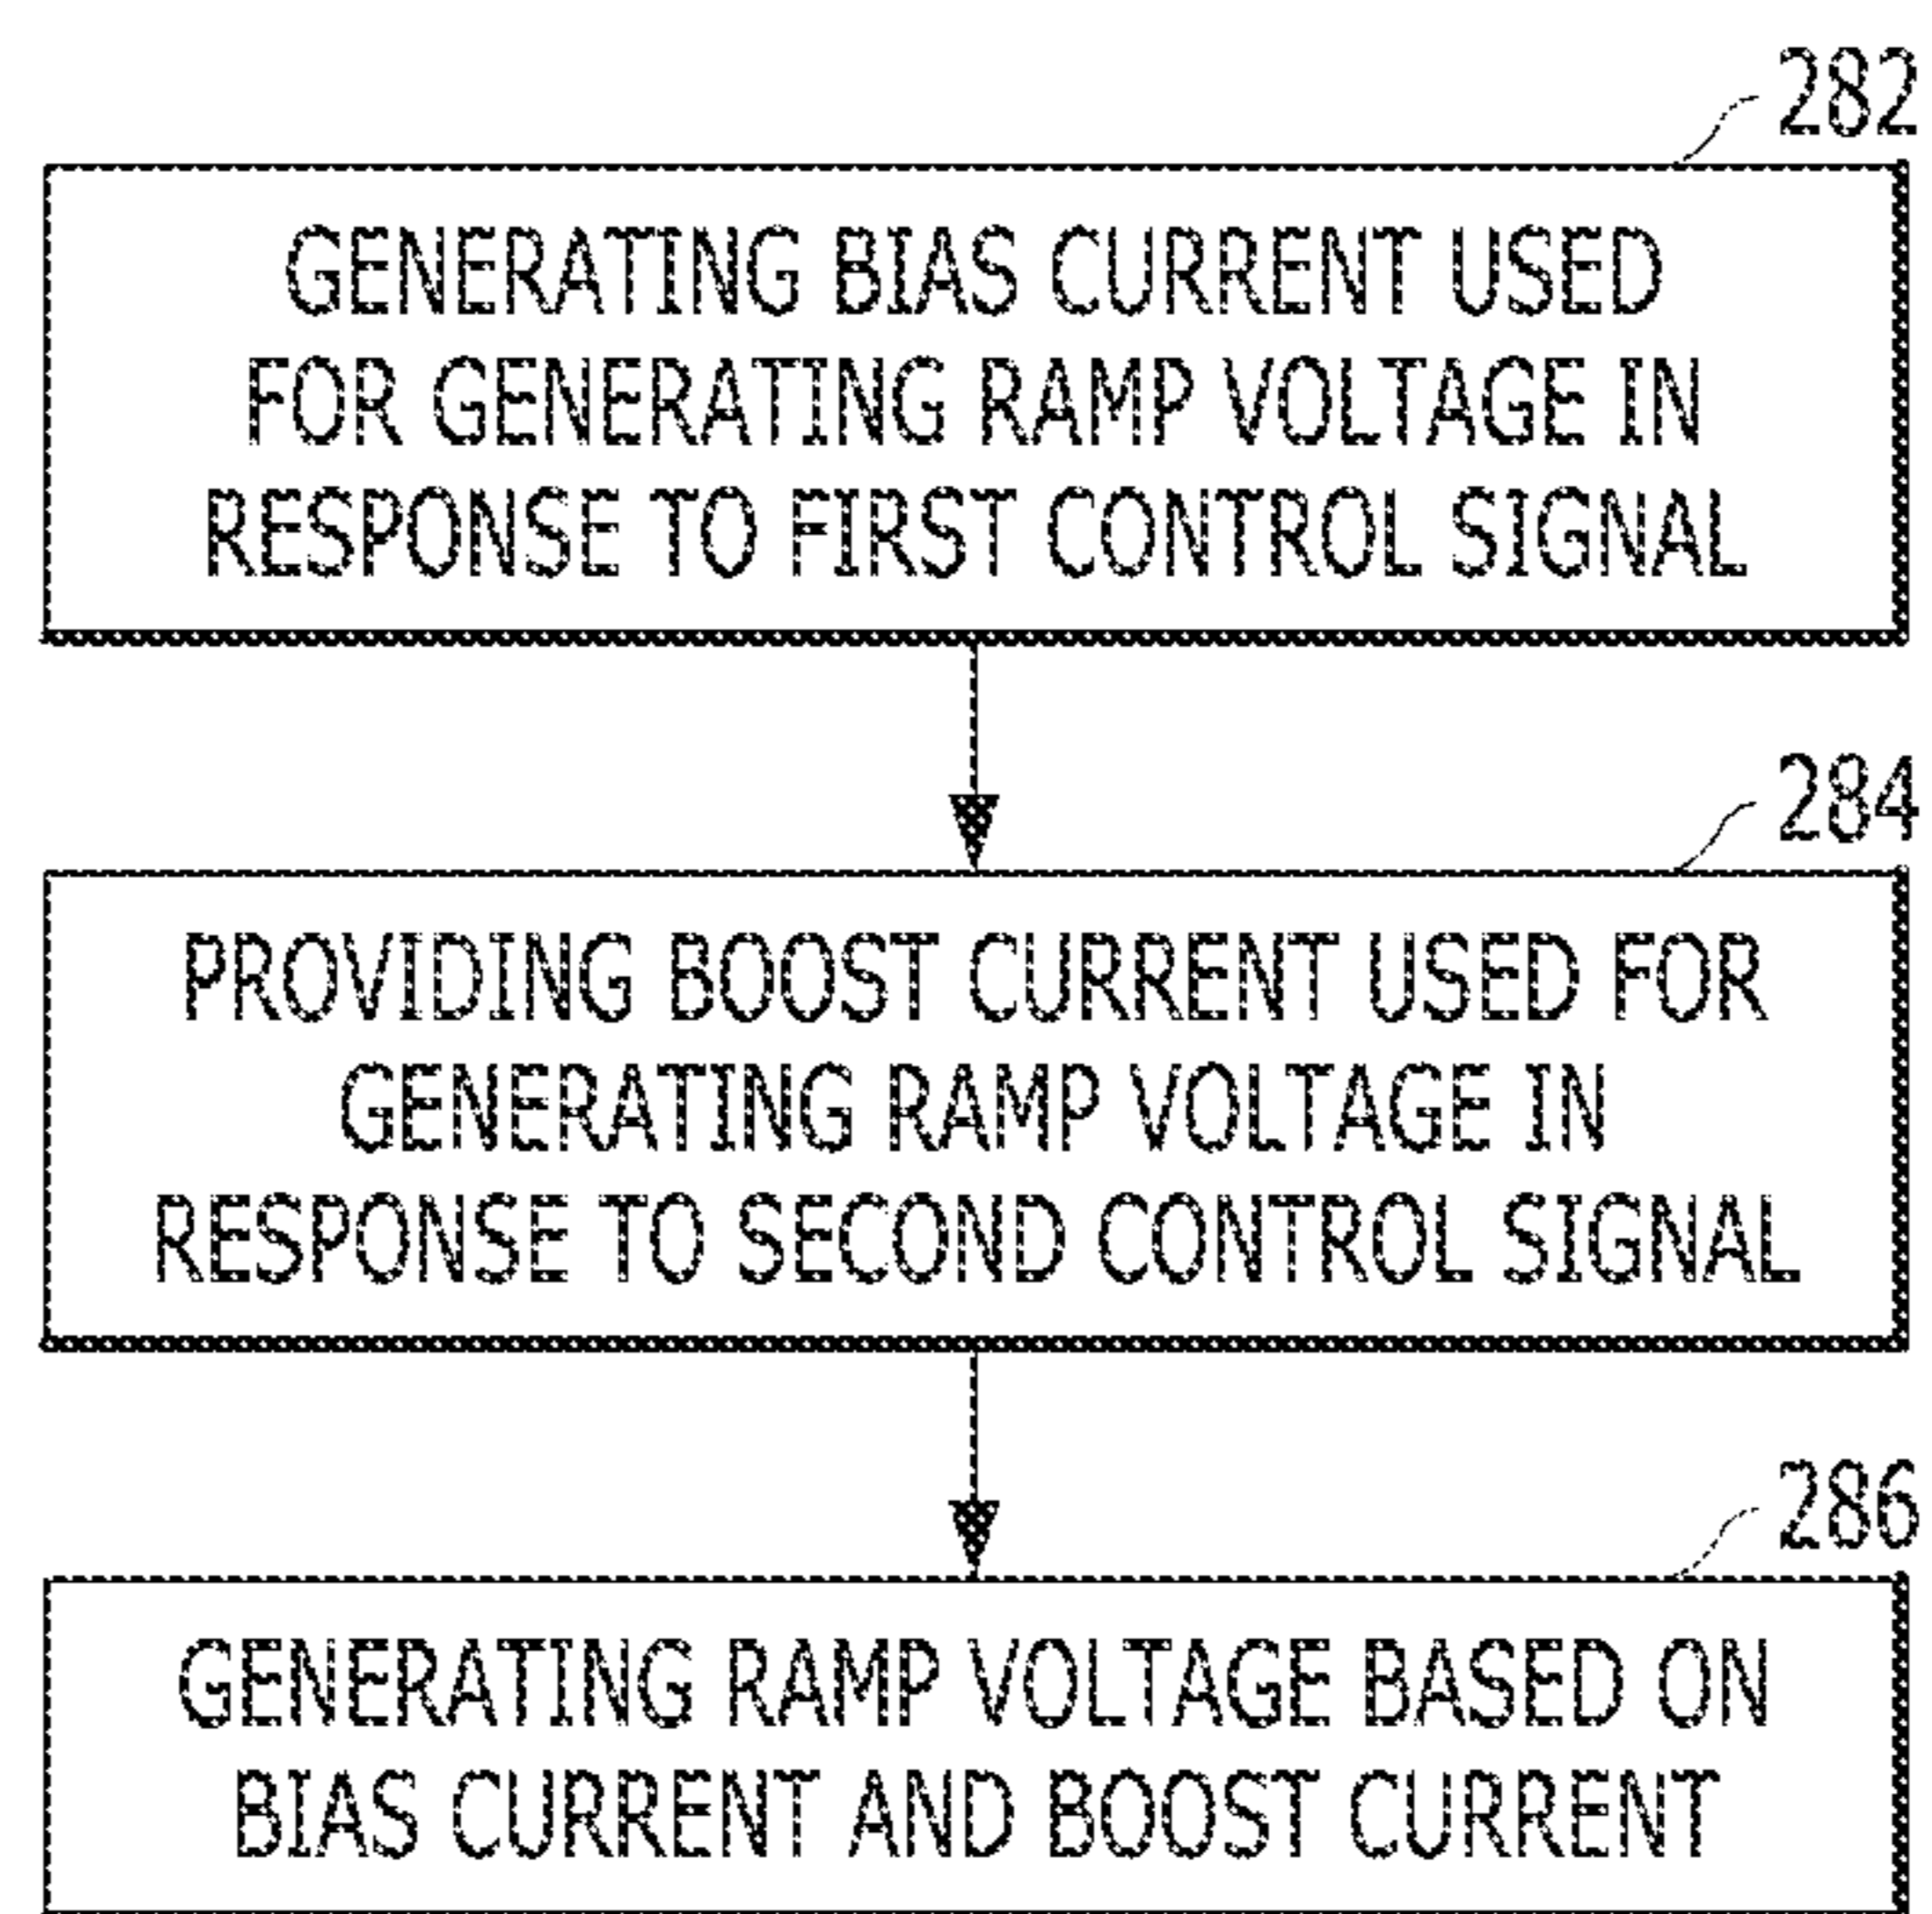 282
GENERATING BIAS CURRENT USED
FOR GENERATING RAMP VOLTAGE IN
RESPONSE TO FIRST CONTROL SIGNAL
284
PROVIDING BOOST CURRENT USED FOR
GENERATING RAMP VOLTAGE IN
RESPONSE TO SECOND CONTROL SIGNAL
286
GENERATING RAMP VOLTAGE BASED ON
BIAS CURRENT AND BOOST CURRENT